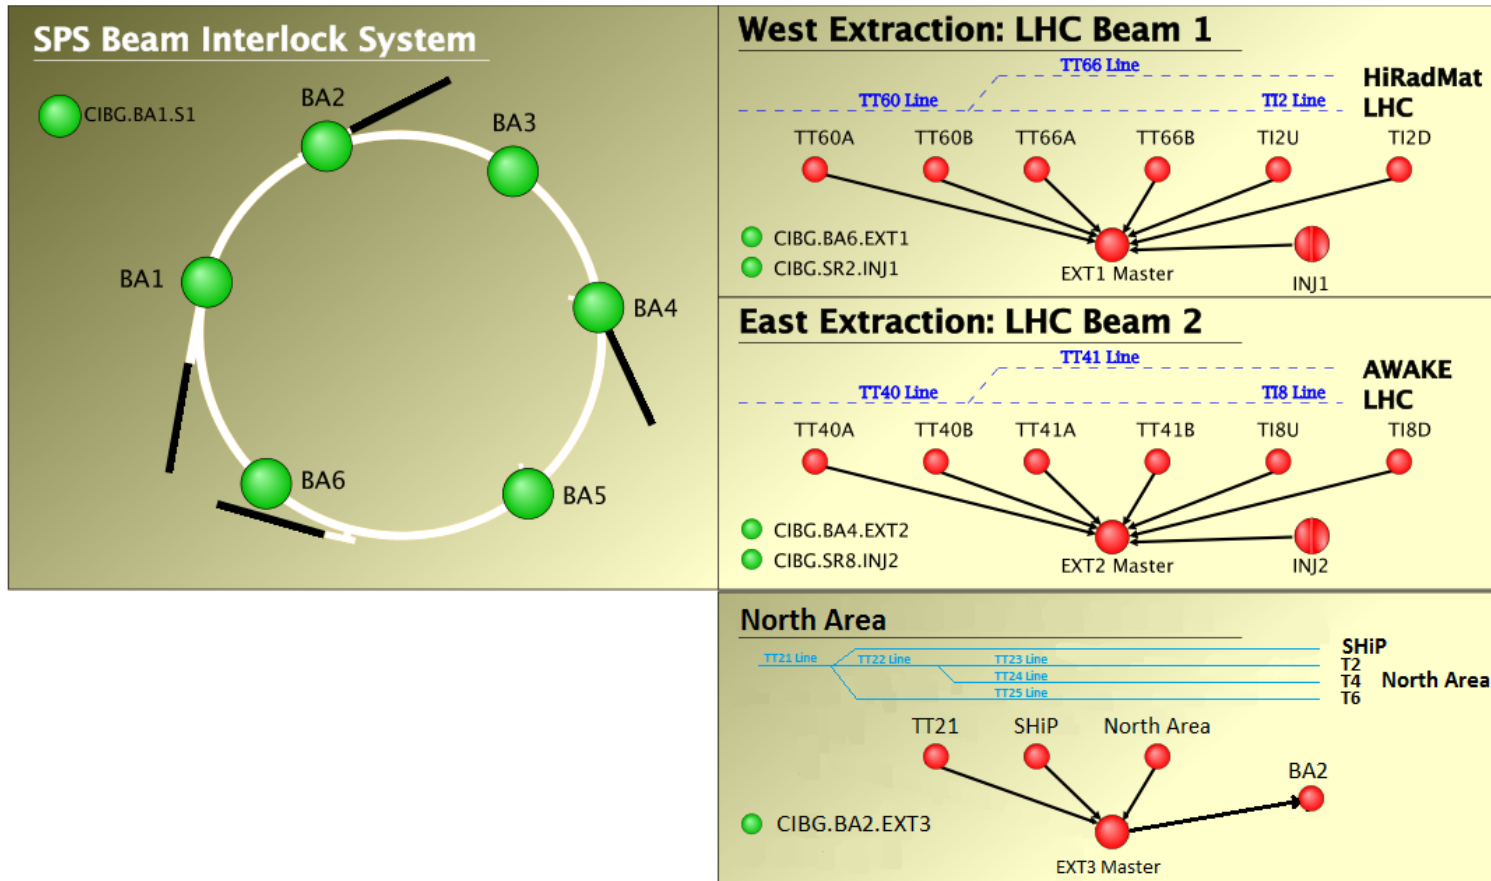 SPS Beam Interlock System
CIBG.BA1.S1
BA2
BA3
BA1
BA4
BA6
BA5
West Extraction: LHC Beam 1
TT66 Line
HiRadMat
TT60 Line
TI2 Line
LHC
TT60A TT60B TT66A TT66B TI2U TI2D
CIBG.BA6.EXT1
CIBG.SR2.INJ1
EXT1 Master
INJ1
East Extraction: LHC Beam 2
TT41 Line
AWAKE
TT40 Line
TI8 Line
LHC
TT40A TT40B TT41A TT41B TI8U TI8D
CIBG.BA4.EXT2
CIBG.SR8.INJ2
EXT2 Master
INJ2
North Area
SHiP
TT21 Line TT22 Line TT23 Line T2
TT24 Line T4 North Area
TT25 Line T6
TT21 SHiP North Area
BA2
CIBG.BA2.EXT3
EXT3 Master